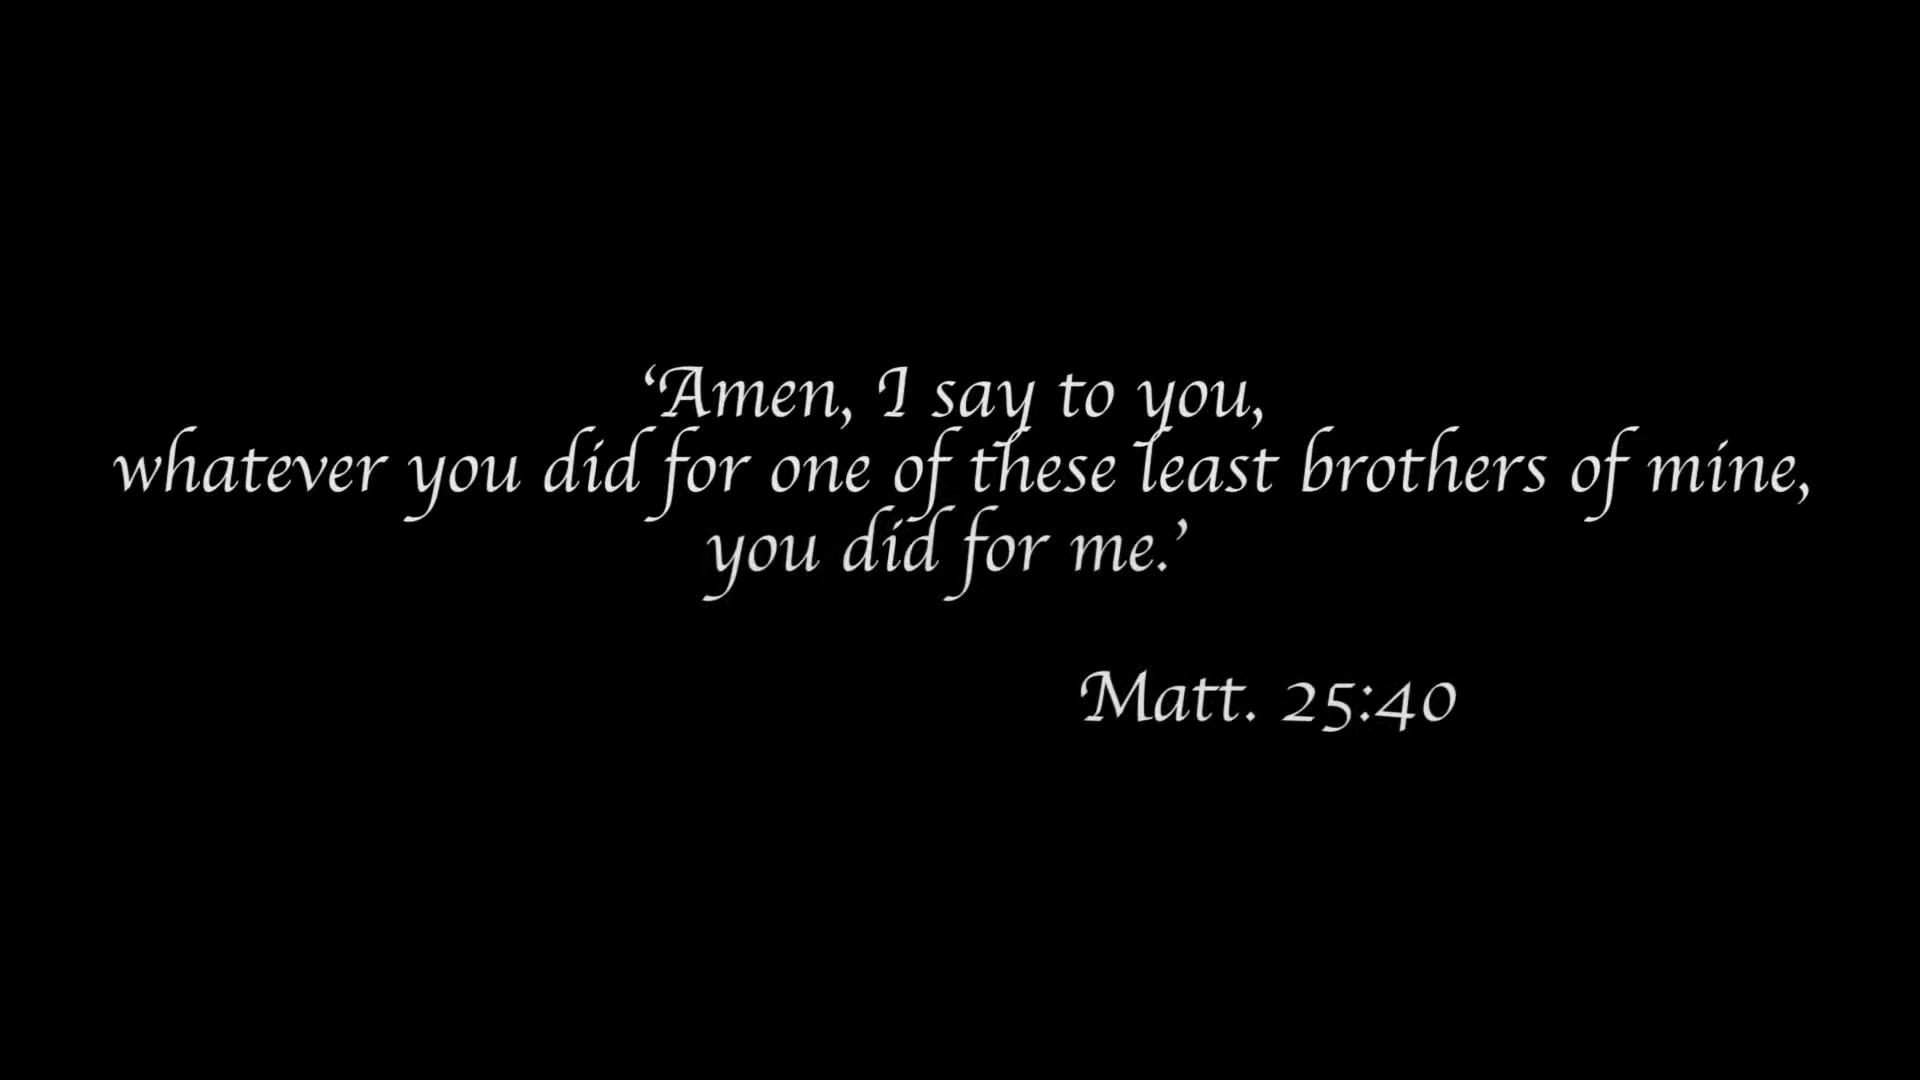 ‘Amen, I say to you,
whatever you did for one of these least brothers of mine,
you did for me.’
Matt. 25:40